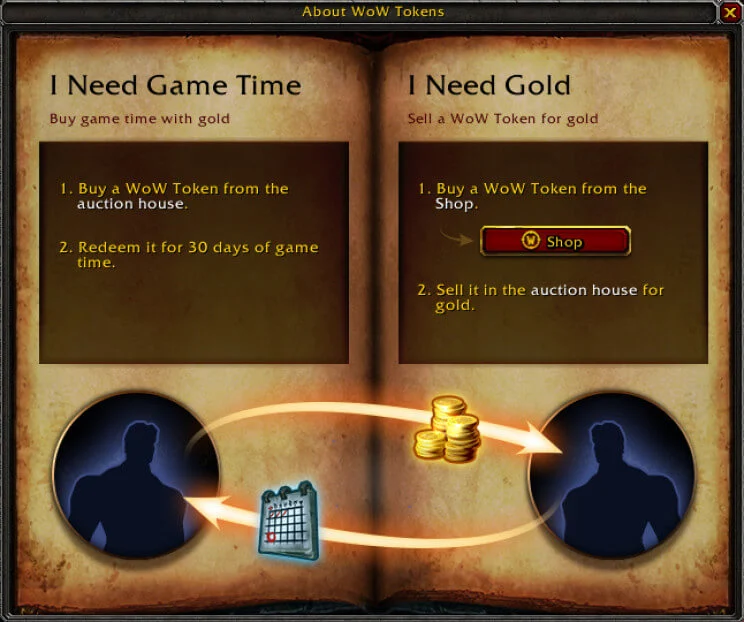 About WoW Tokens
I Need Game Time
Buy game time with gold
1. Buy a WoW Token from the
auction house.
2. Redeem it for 30 days of game
time.
I Need Gold
Sell a WoW Token for gold
1. Buy a WoW Token from the
Shop.
Shop
2. Sell it in the auction house for
gold.